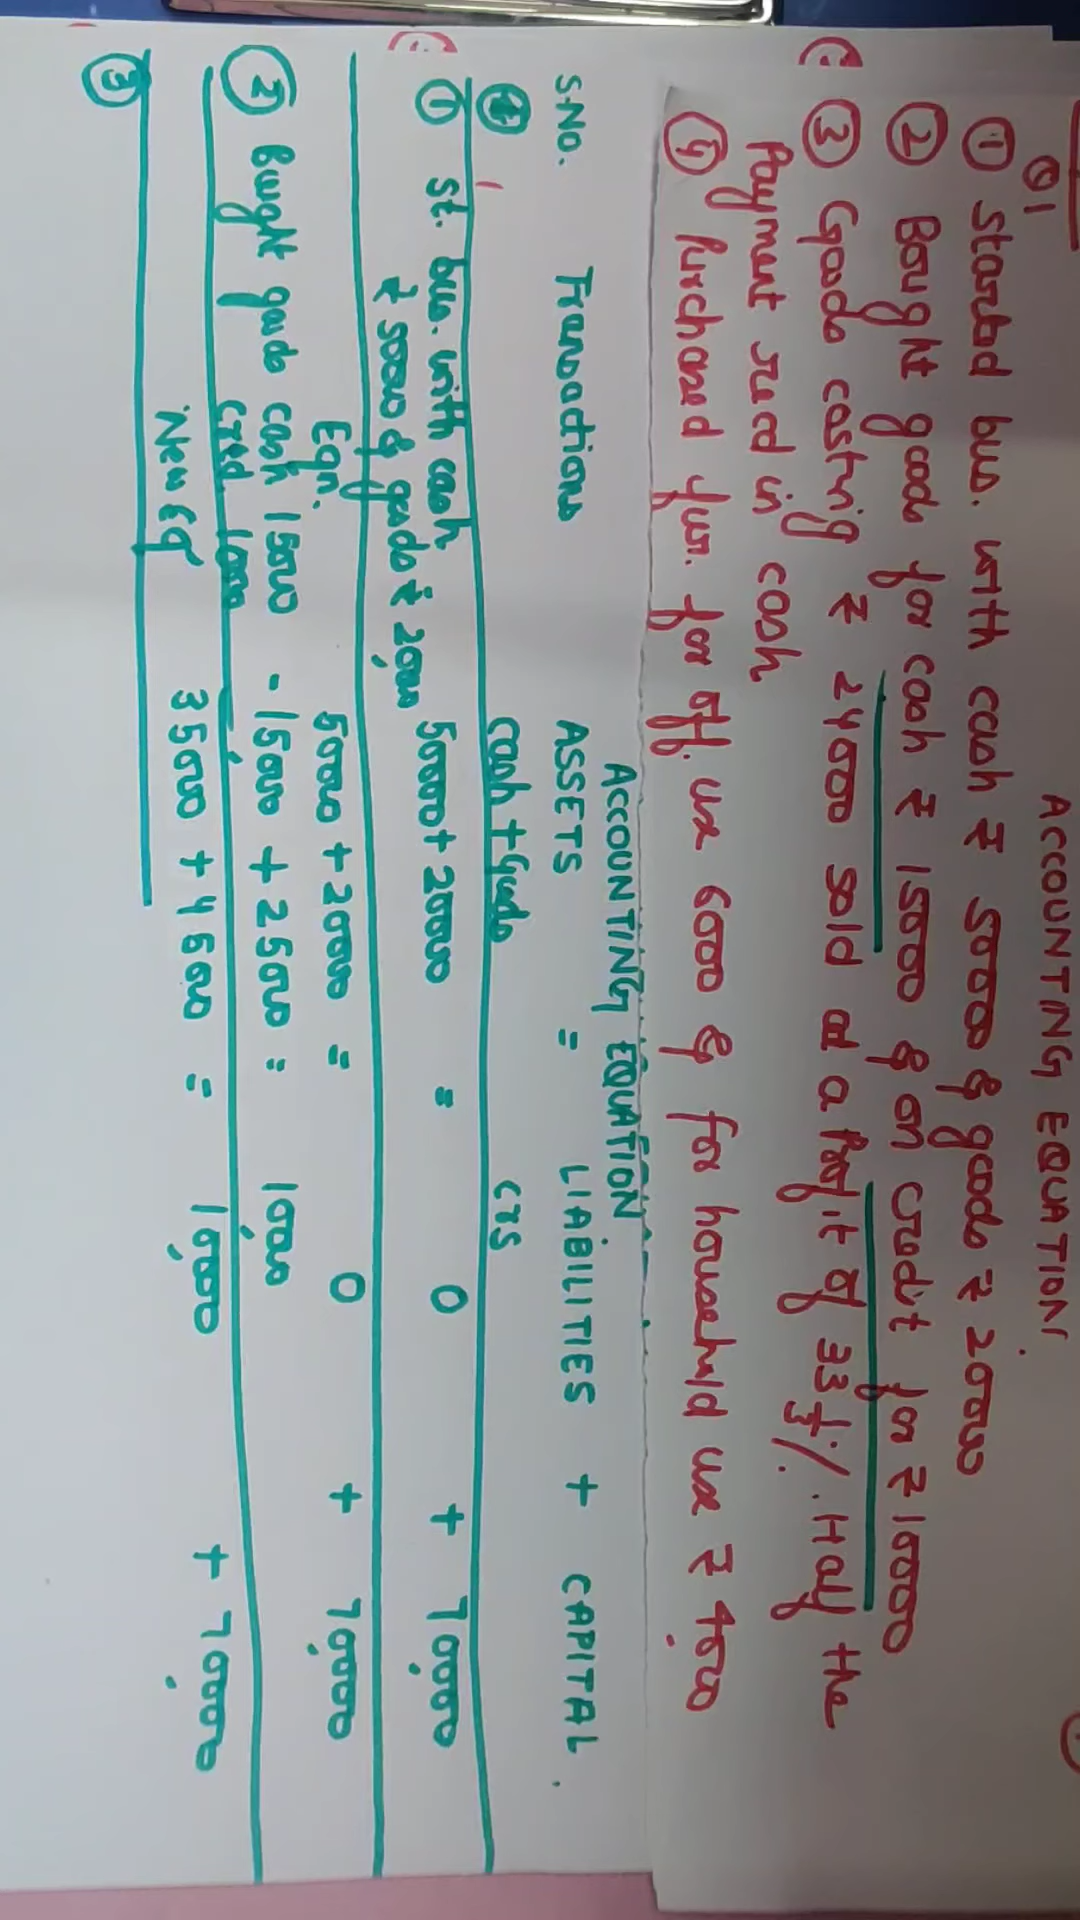 ACCOUNTING EQUATION.
Q1
① Started bus. with cash ₹ 50000 & goods ₹ 20000
② Bought goods for cash ₹ 15000 & on credit for ₹ 10000
③ Goods costing ₹ 24000 sold at a Profit of 33 1/3 %. Half the
Payment recd in cash
④ Purchased fur. for off. use 6000 & for household use ₹ 4000
ACCOUNTING EQUATION
S.NO. Transactions ASSETS = LIABILITIES + CAPITAL.
cash + Goods CRS
① St. bus. with cash 50000 + 20000 = 0 + 70000
₹ 50000 & goods ₹ 20000
Eqn. 50000 + 20000 = 0 + 70000
② Bught goods cash 15000 - 15000 + 25000 = 10000
Cred. 10000
New Eq 35000 + 45000 = 10000 + 70000
③